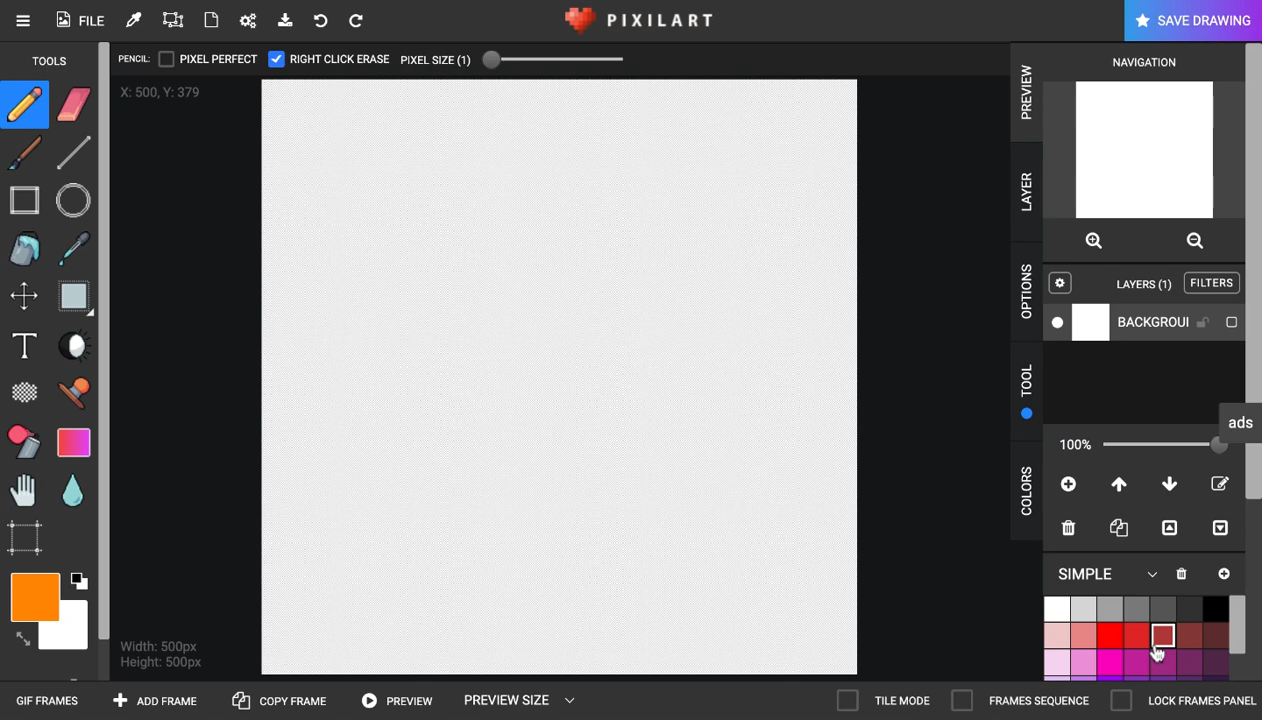 FILE
PIXILART
SAVE DRAWING
TOOLS
PENCIL: PIXEL PERFECT RIGHT CLICK ERASE PIXEL SIZE (1)
X: 500, Y: 379
PREVIEW
NAVIGATION
LAYER
OPTIONS
LAYERS (1) FILTERS
BACKGROUI
TOOL
ads
100%
COLORS
SIMPLE
Width: 500px
Height: 500px
GIF FRAMES ADD FRAME COPY FRAME PREVIEW PREVIEW SIZE TILE MODE FRAMES SEQUENCE LOCK FRAMES PANEL